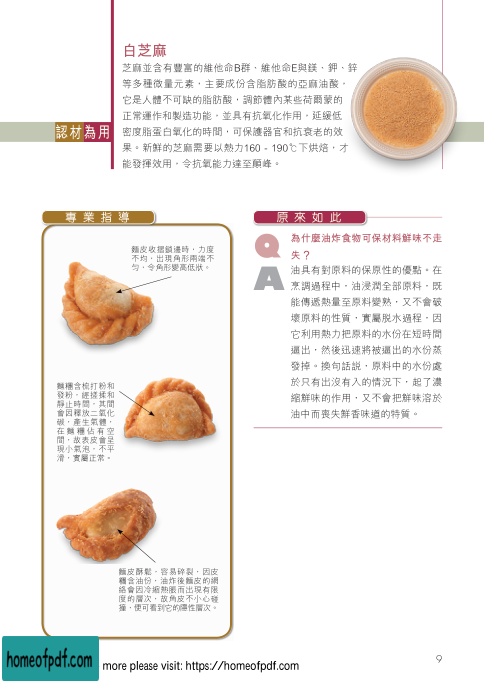 白芝麻
芝麻並含有豐富的維他命B群、維他命E與鎂、鉀、鋅
等多種微量元素，主要成份含脂肪酸的亞麻油酸，
它是人體不可缺的脂肪酸，調節體內某些荷爾蒙的
正常運作和製造功能，並具有抗氧化作用，延緩低
密度脂蛋白氧化的時間，可保護器官和抗衰老的效
果。新鮮的芝麻需要以熱力160 - 190℃下烘焙，才
能發揮效用，令抗氧能力達至顛峰。
認材為用
專業指導
麵皮收摺鎖邊時，力度
不均，出現角形兩端不
勻，令角形變高低狀。
麵糰含梳打粉和
發粉，經搓揉和
靜止時間，其間
會因釋放二氧化
碳，產生氣體，
在麵糰佔有空
間，故表皮會呈
現小氣泡，不平
滑，實屬正常。
麵皮酥鬆，容易碎裂，因皮
糰含油份，油炸後麵皮的網
絡會因冷縮熱脹而出現有限
度的層次，故角皮不小心碰
撞，便可看到它的隱性層次。
原來如此
Q
為什麼油炸食物可保材料鮮味不走
失？
A
油具有對原料的保原性的優點。在
烹調過程中，油浸潤全部原料，既
能傳遞熱量至原料變熟，又不會破
壞原料的性質，實屬脫水過程，因
它利用熱力把原料的水份在短時間
逼出，然後迅速將被逼出的水份蒸
發掉。換句話說，原料中的水份處
於只有出沒有入的情況下，起了濃
縮鮮味的作用，又不會把鮮味溶於
油中而喪失鮮香味道的特質。
homeofpdf.com
more please visit: https://homeofpdf.com
9